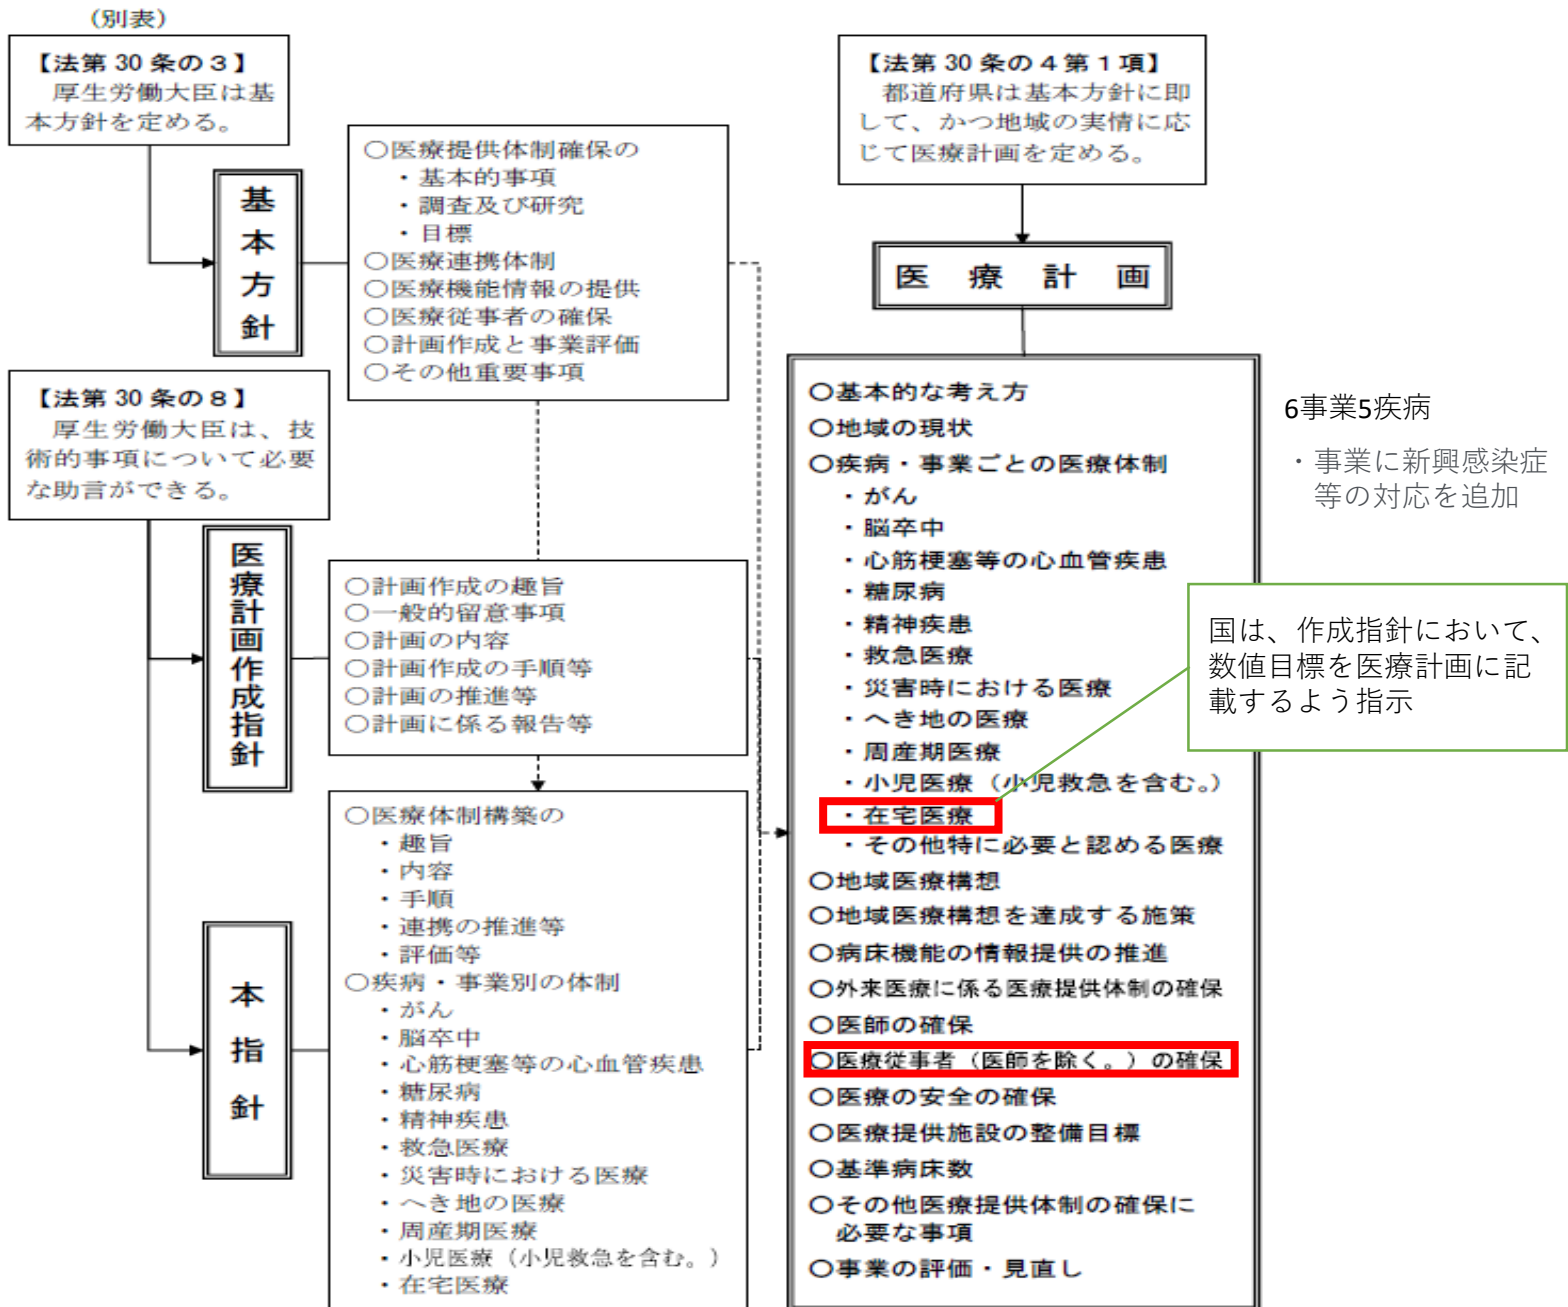 （別表）
【法第 30 条の３】
厚生労働大臣は基
本方針を定める。
基
本
方
針
○医療提供体制確保の
・基本的事項
・調査及び研究
・目標
○医療連携体制
○医療機能情報の提供
○医療従事者の確保
○計画作成と事業評価
○その他重要事項
【法第 30 条の８】
厚生労働大臣は、技
術的事項について必要
な助言ができる。
医
療
計
画
作
成
指
針
○計画作成の趣旨
○一般的留意事項
○計画の内容
○計画作成の手順等
○計画の推進等
○計画に係る報告等
本
指
針
○医療体制構築の
・趣旨
・内容
・手順
・連携の推進等
・評価等
○疾病・事業別の体制
・がん
・脳卒中
・心筋梗塞等の心血管疾患
・糖尿病
・精神疾患
・救急医療
・災害時における医療
・へき地の医療
・周産期医療
・小児医療（小児救急を含む。）
・在宅医療
【法第 30 条の４第１項】
都道府県は基本方針に即
して、かつ地域の実情に応
じて医療計画を定める。
医 療 計 画
○基本的な考え方
○地域の現状
○疾病・事業ごとの医療体制
・がん
・脳卒中
・心筋梗塞等の心血管疾患
・糖尿病
・精神疾患
・救急医療
・災害時における医療
・へき地の医療
・周産期医療
・小児医療（小児救急を含む。）
・在宅医療
・その他特に必要と認める医療
○地域医療構想
○地域医療構想を達成する施策
○病床機能の情報提供の推進
○外来医療に係る医療提供体制の確保
○医師の確保
○医療従事者（医師を除く。）の確保
○医療の安全の確保
○医療提供施設の整備目標
○基準病床数
○その他医療提供体制の確保に
必要な事項
○事業の評価・見直し
6事業5疾病
・事業に新興感染症
等の対応を追加
国は、作成指針において、
数値目標を医療計画に記
載するよう指示